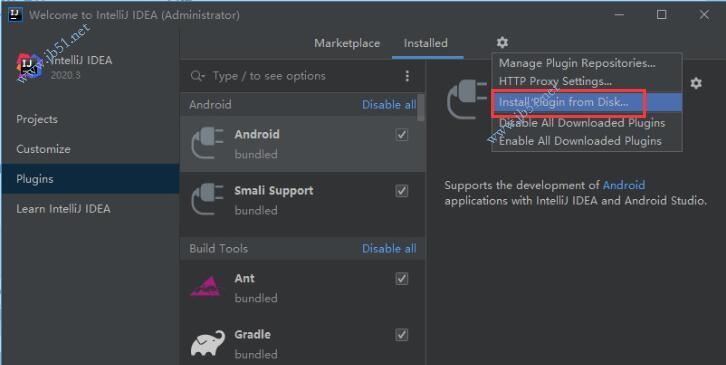 Welcome to IntelliJ IDEA (Administrator)
IntelliJ IDEA
2020.3
Projects
Customize
Plugins
Learn IntelliJ IDEA
Marketplace
Installed
Type / to see options
Android
Disable all
Android
bundled
Smali Support
bundled
Build Tools
Disable all
Ant
bundled
Gradle
bundled
Manage Plugin Repositories...
HTTP Proxy Settings...
Install Plugin from Disk...
Disable All Downloaded Plugins
Enable All Downloaded Plugins
Supports the development of Android
applications with IntelliJ IDEA and Android Studio.
www.jb51.net
www.jb51.net